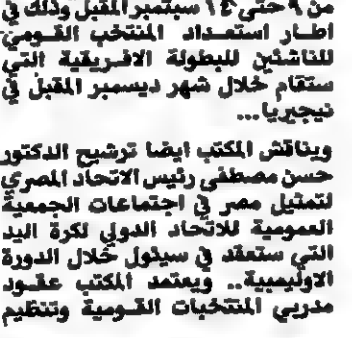 من ٩ حتى ١٤ سبتمبر المقبل وذلك في
اطار استعداد المنتخب القومي
للناشئين للبطولة الافريقية التي
ستقام خلال شهر ديسمبر المقبل في
نيجيريا...
ويناقش المكتب ايضا ترشيح الدكتور
حسن مصطفى رئيس الاتحاد المصري
لتمثيل مصر في اجتماعات الجمعية
العمومية للاتحاد الدولي لكرة اليد
التي ستعقد في سيئول خلال الدورة
الاوليمبية.. ويعتمد المكتب عقود
مدربي المنتخبات القومية وتنظيم